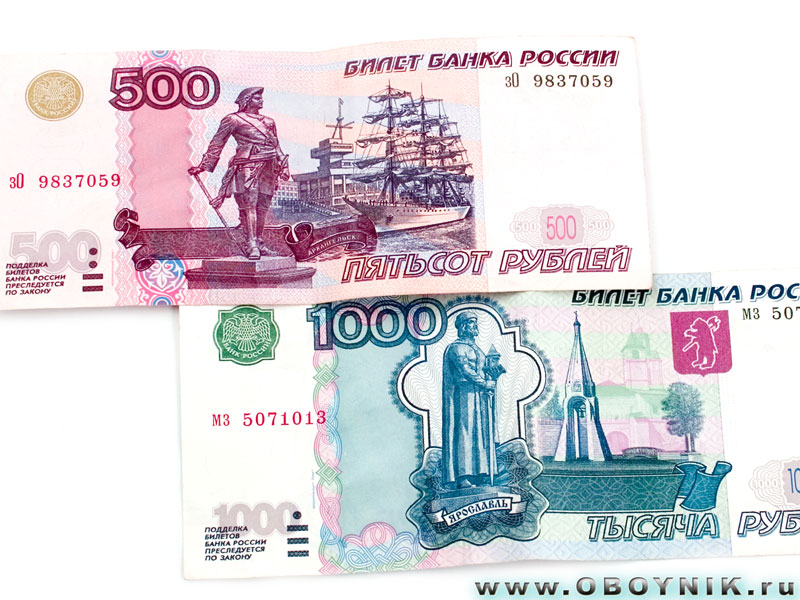 БИЛЕТ БАНКА РОССИИ
зО 9837059
500
зО 9837059
АРХАНГЕЛЬСК
500 500 500
500
ПЯТЬСОТ РУБЛЕЙ
ПОДДЕЛКА
БИЛЕТОВ
БАНКА РОССИИ
ПРЕСЛЕДУЕТСЯ
ПО ЗАКОНУ
БИЛЕТ БАНКА РОС
1000
мз 507
БАНК РОССИИ
мз 5071013
1000
1000
ЯРОСЛАВЛЬ
ТЫСЯЧА РУБ
ПОДДЕЛКА
БИЛЕТОВ
БАНКА РОССИИ
ПРЕСЛЕДУЕТСЯ
ПО ЗАКОНУ
www.OBOYNIK.ru